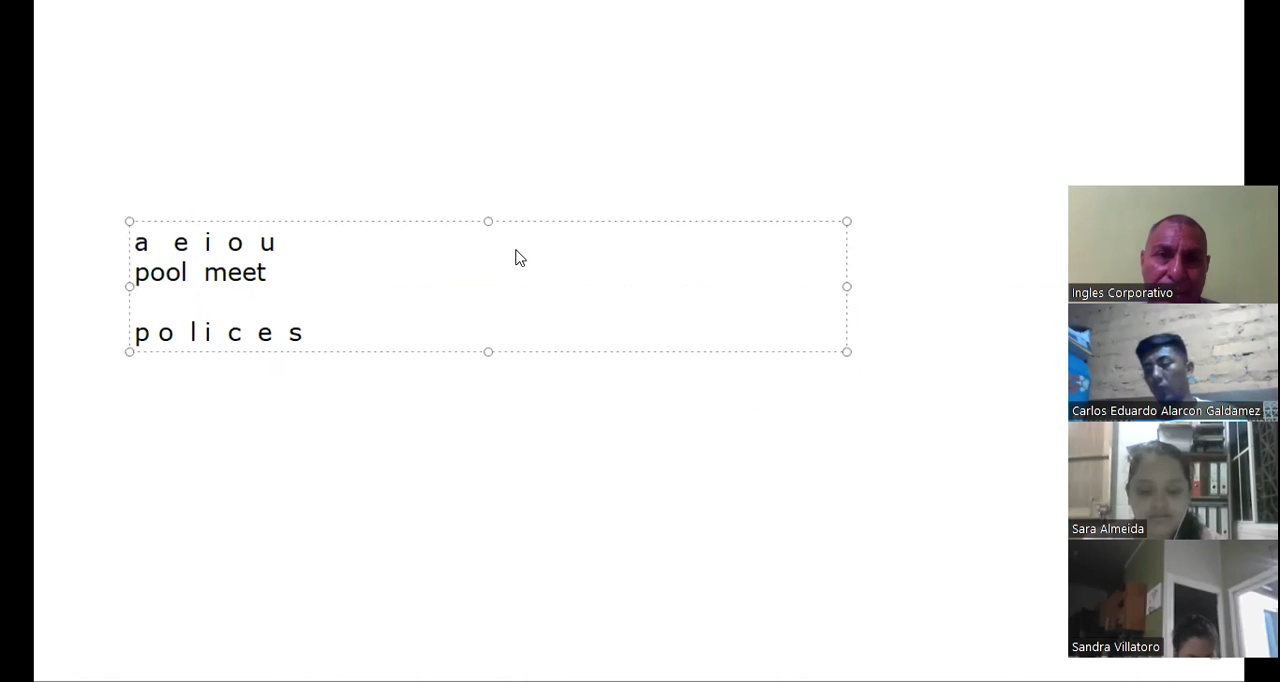 a e i o u
pool meet
p o l i c e s
Ingles Corporativo
Carlos Eduardo Alarcon Galdamez
Sara Almeida
Sandra Villatoro